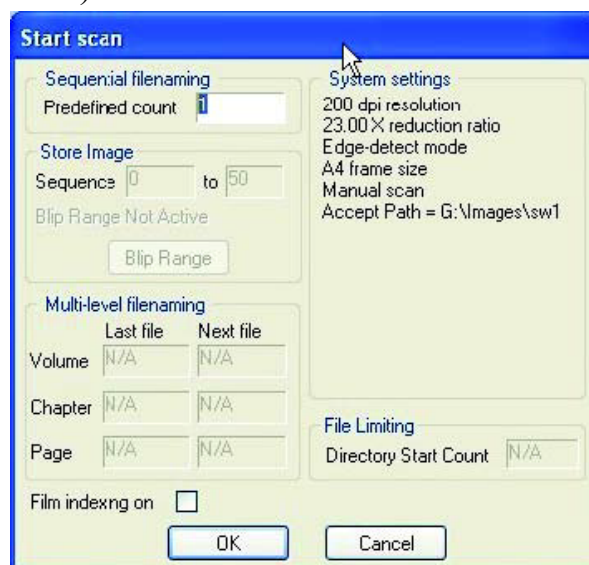 Start scan
Sequential filenaming
Predefined count 1
Store Image
Sequence 0 to 50
Blip Range Not Active
Blip Range
Multi-level filenaming
Last file Next file
Volume N/A N/A
Chapter N/A N/A
Page N/A N/A
Film indexng on
System settings
200 dpi resolution
23.00X reduction ratio
Edge-detect mode
A4 frame size
Manual scan
Accept Path = G:\Images\sw1
File Limiting
Directory Start Count N/A
OK Cancel